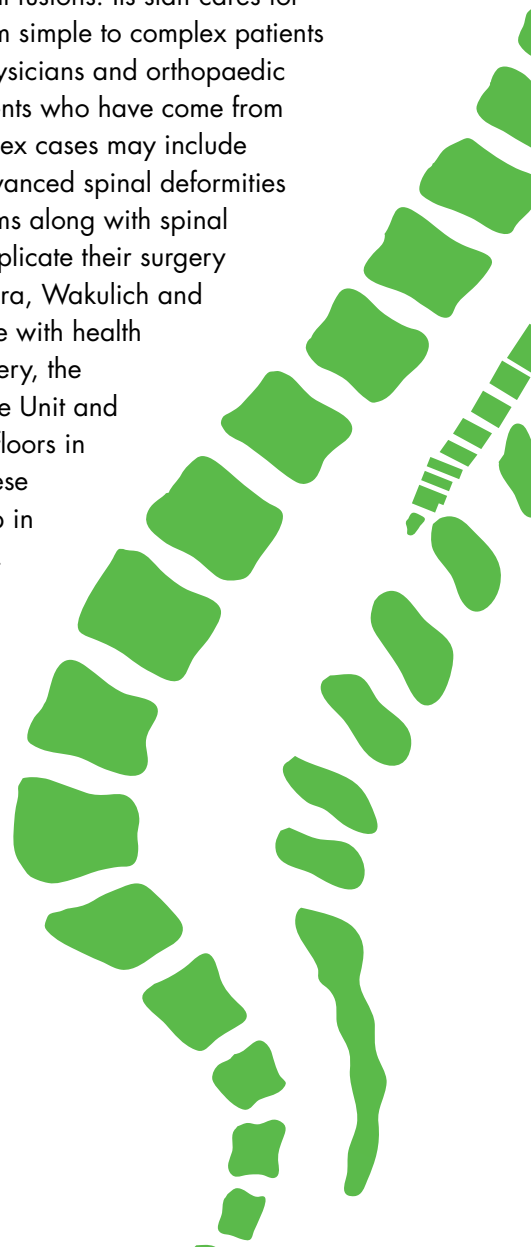 fusions. Its staff cares for
simple to complex patients
ysicians and orthopaedic
nts who have come from
ex cases may include
vanced spinal deformities
ms along with spinal
plicate their surgery
ra, Wakulich and
e with health
ery, the
e Unit and
floors in
ese
o in
.